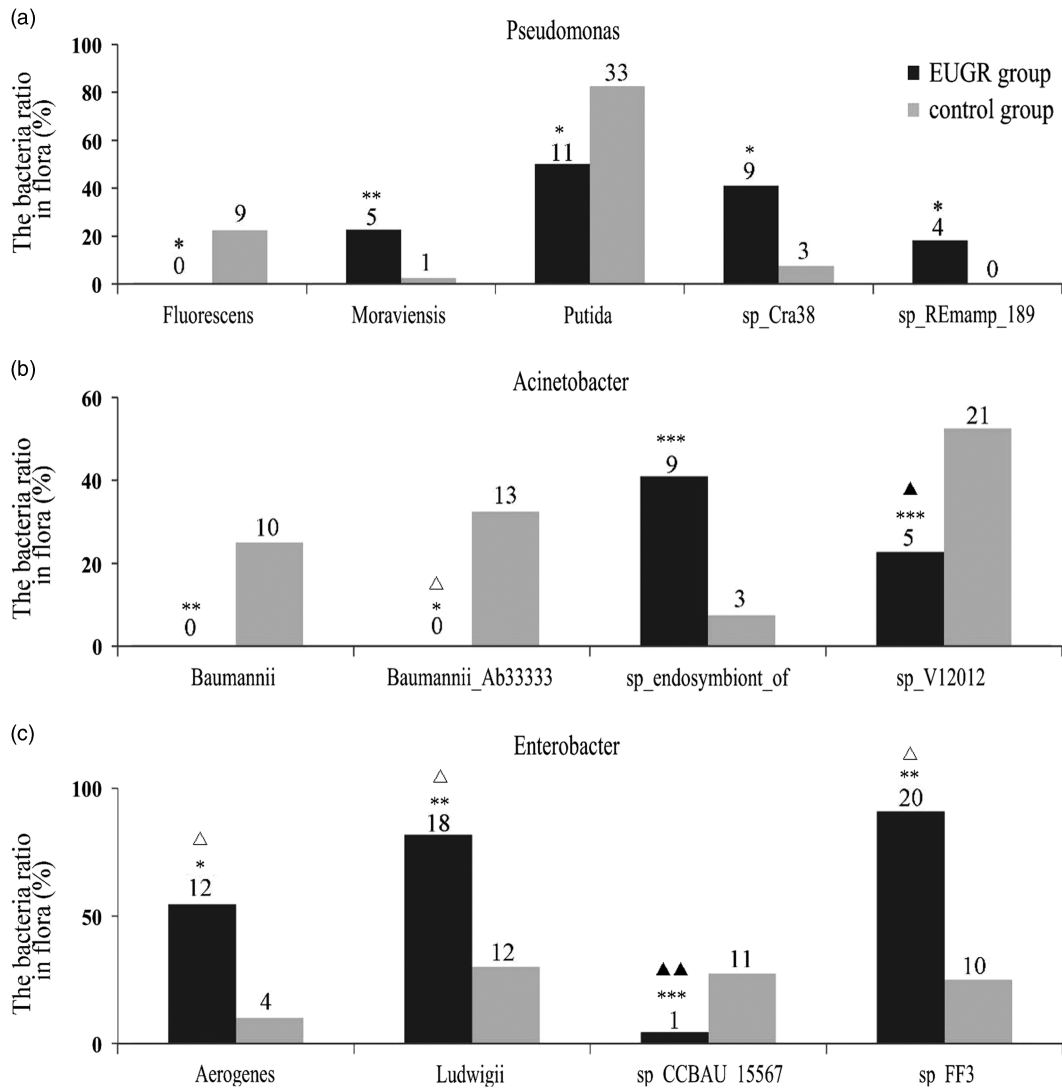 (a)
Pseudomonas
The bacteria ratio
in flora (%)
100
80
60
40
20
0
EUGR group
control group
* 0
9
** 5
1
* 11
33
* 9
3
* 4
0
Fluorescens
Moraviensis
Putida
sp_Cra38
sp_REmamp_189
(b)
Acinetobacter
The bacteria ratio
in flora (%)
60
40
20
0
** 0
10
△
* 0
13
*** 9
3
▲
*** 5
21
Baumannii
Baumannii_Ab33333
sp_endosymbiont_of
sp_V12012
(c)
Enterobacter
The bacteria ratio
in flora (%)
100
50
0
△
*
12
4
△
**
18
12
▲▲
***
1
11
△
**
20
10
Aerogenes
Ludwigii
sp_CCBAU_15567
sp_FF3